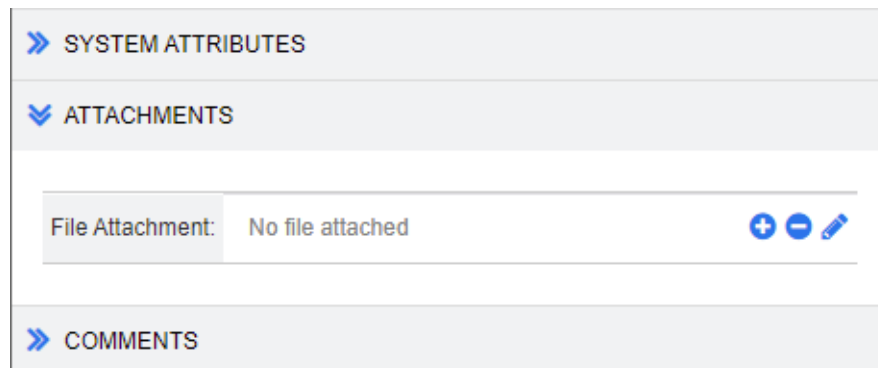 SYSTEM ATTRIBUTES
ATTACHMENTS
File Attachment: No file attached
COMMENTS